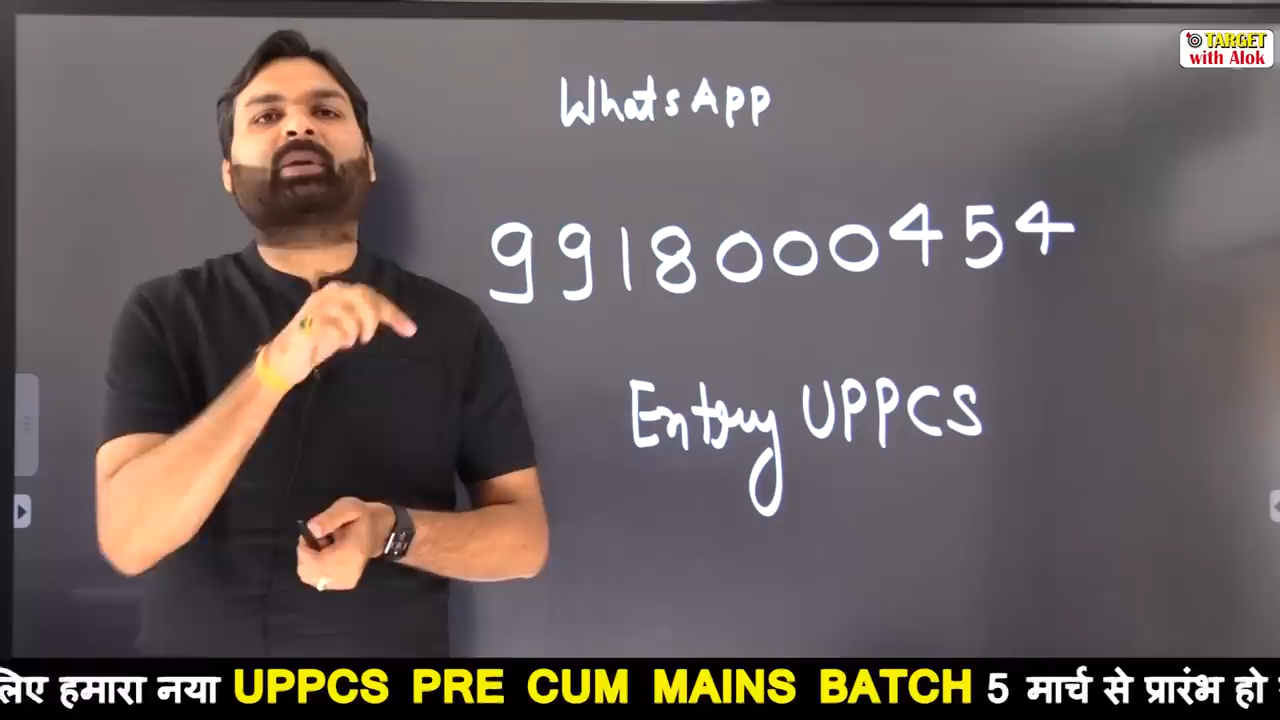 TARGET
with Alok
WhatsApp
9918000454
Entry UPPCS
लिए हमारा नया UPPCS PRE CUM MAINS BATCH 5 मार्च से प्रारंभ हो